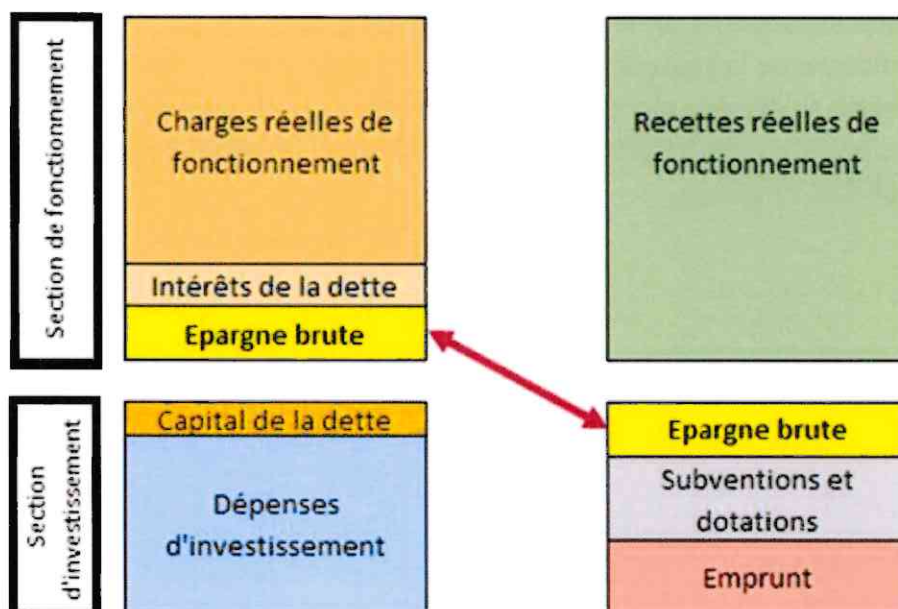 Section de fonctionnement
Charges réelles de
fonctionnement
Intérêts de la dette
Epargne brute
Recettes réelles de
fonctionnement
Section
d'investissement
Capital de la dette
Dépenses
d'investissement
Epargne brute
Subventions et
dotations
Emprunt